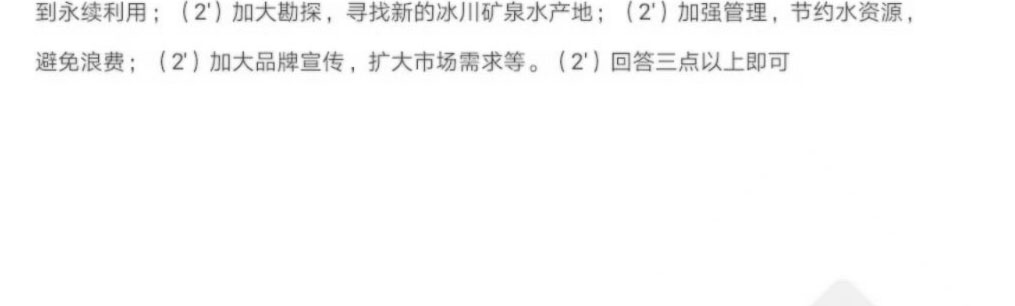 到永续利用；（2'）加大勘探，寻找新的冰川矿泉水产地；（2'）加强管理，节约水资源，
避免浪费；（2'）加大品牌宣传，扩大市场需求等。（2'）回答三点以上即可